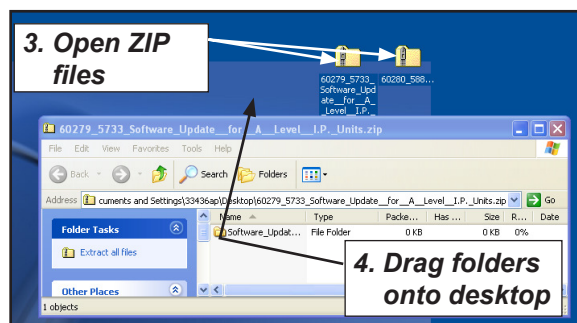 3. Open ZIP
files
60279_5733_
Software_Upd
ate__for__A_
_Level__I.P._
60280_588...
60279_5733_Software_Update__for__A__Level__I.P._Units.zip
File Edit View Favorites Tools Help
Back Search Folders
Address cuments and Settings\33436ap\Desktop\60279_5733_Software_Update__for__A__Level__I.P._Units.zip Go
Folder Tasks
Extract all files
Other Places
Name Type Packe... Has ... Size R... Date
Software_Updat... File Folder 0 KB 0 KB 0%
4. Drag folders
onto desktop
1 objects